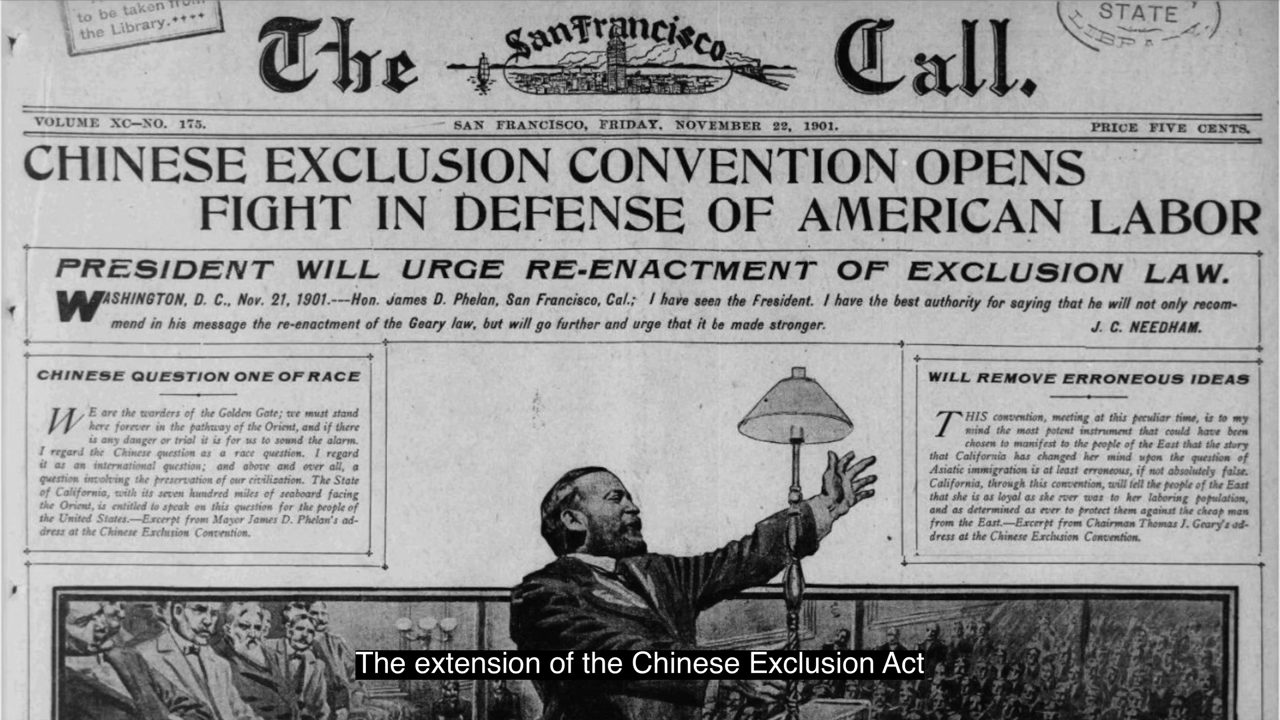 to be taken from
the Library.++++
STATE
The San Francisco Call.
VOLUME XC—NO. 175.
SAN FRANCISCO, FRIDAY, NOVEMBER 22, 1901.
PRICE FIVE CENTS.
CHINESE EXCLUSION CONVENTION OPENS
FIGHT IN DEFENSE OF AMERICAN LABOR
PRESIDENT WILL URGE RE-ENACTMENT OF EXCLUSION LAW.
WASHINGTON, D. C., Nov. 21, 1901.---Hon. James D. Phelan, San Francisco, Cal.; I have seen the President. I have the best authority for saying that he will not only recom-
mend in his message the re-enactment of the Geary law, but will go further and urge that it be made stronger.
J. C. NEEDHAM.
CHINESE QUESTION ONE OF RACE
WE are the warders of the Golden Gate; we must stand
here forever in the pathway of the Orient, and if there
is any danger or trial it is for us to sound the alarm.
I regard the Chinese question as a race question. I regard
it as an international question; and above and over all, a
question involving the preservation of our civilization. The State
of California, with its seven hundred miles of seaboard facing
the Orient, is entitled to speak on this question for the people of
the United States.—Excerpt from Mayor James D. Phelan's ad-
dress at the Chinese Exclusion Convention.
WILL REMOVE ERRONEOUS IDEAS
THIS convention, meeting at this peculiar time, is to my
mind the most potent instrument that could have been
chosen to manifest to the people of the East that the story
that California has changed her mind upon the question of
Asiatic immigration is at least erroneous, if not absolutely false.
California, through this convention, will tell the people of the East
that she is as loyal as she ever was to her laboring population,
and as determined as ever to protect them against the cheap man
from the East.—Excerpt from Chairman Thomas J. Geary's ad-
dress at the Chinese Exclusion Convention.
The extension of the Chinese Exclusion Act